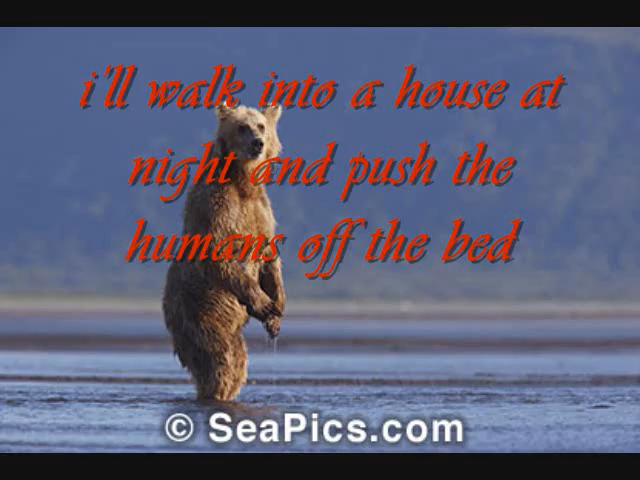 i'll walk into a house at
night and push the
humans off the bed
© SeaPics.com